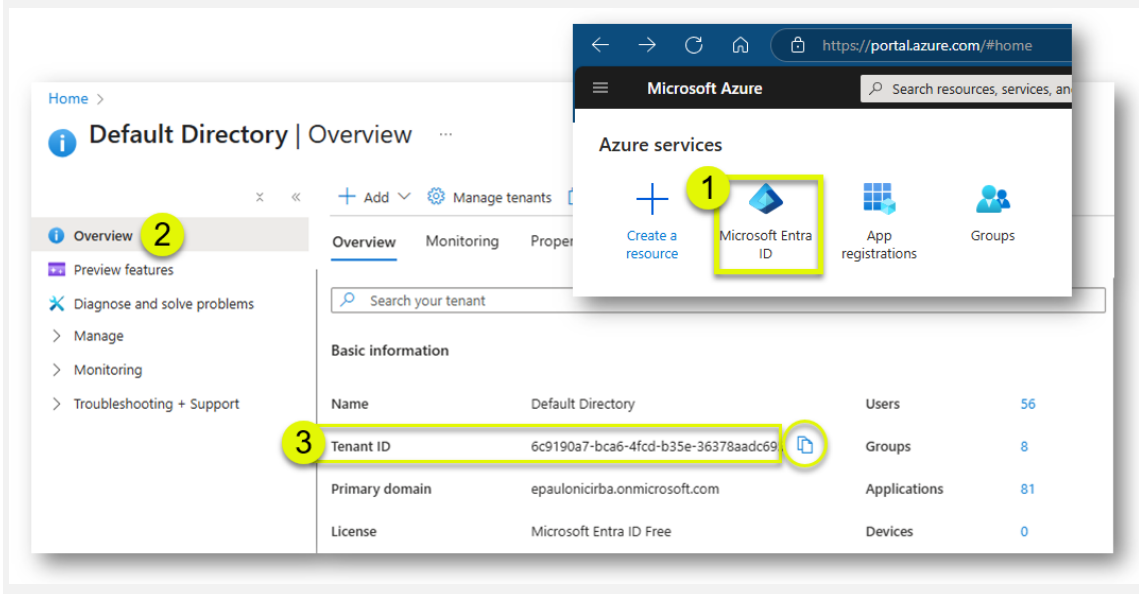 https://portal.azure.com/#home
Microsoft Azure
Search resources, services, an
Azure services
1
Create a resource
Microsoft Entra ID
App registrations
Groups
Home >
Default Directory | Overview ...
+ Add
Manage tenants
2
Overview
Preview features
Diagnose and solve problems
Manage
Monitoring
Troubleshooting + Support
Overview Monitoring Proper
Search your tenant
Basic information
Name Default Directory Users 56
3 Tenant ID 6c9190a7-bca6-4fcd-b35e-36378aadc69 Groups 8
Primary domain epaulonicirba.onmicrosoft.com Applications 81
License Microsoft Entra ID Free Devices 0